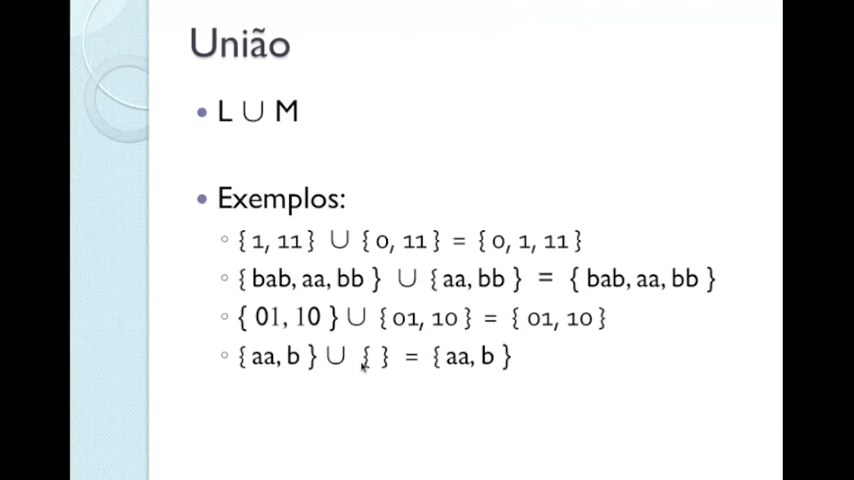 União
• L ∪ M
• Exemplos:
◦ { 1, 11 } ∪ { 0, 11 } = { 0, 1, 11 }
◦ { bab, aa, bb } ∪ { aa, bb } = { bab, aa, bb }
◦ { 01, 10 } ∪ { 01, 10 } = { 01, 10 }
◦ { aa, b } ∪ { } = { aa, b }